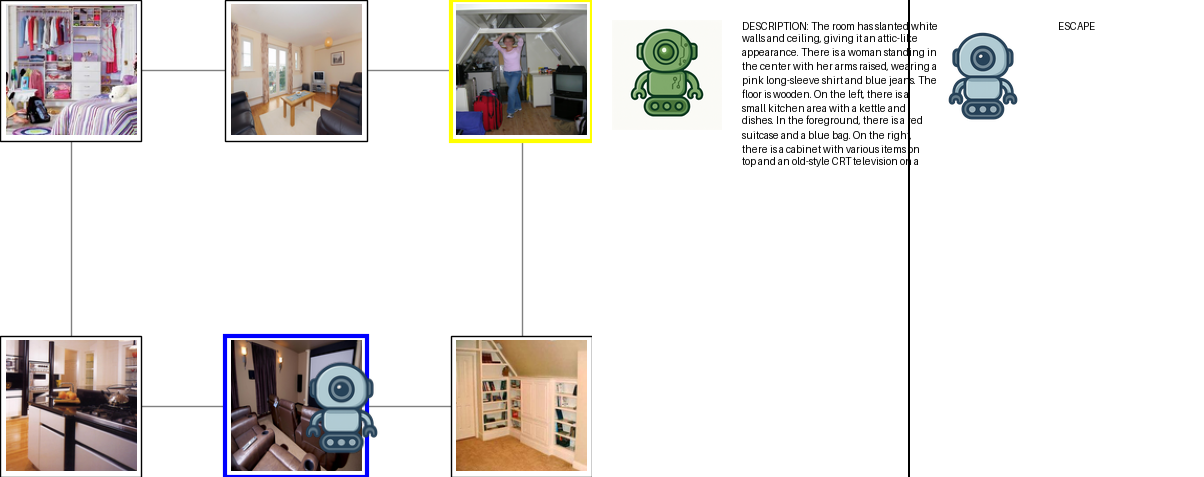 DESCRIPTION: The room has slanted white
walls and ceiling, giving it an attic-like
appearance. There is a woman standing in
the center with her arms raised, wearing a
pink long-sleeve shirt and blue jeans. The
floor is wooden. On the left, there is a
small kitchen area with a kettle and
dishes. In the foreground, there is a red
suitcase and a blue bag. On the right,
there is a cabinet with various items on
top and an old-style CRT television on a
ESCAPE